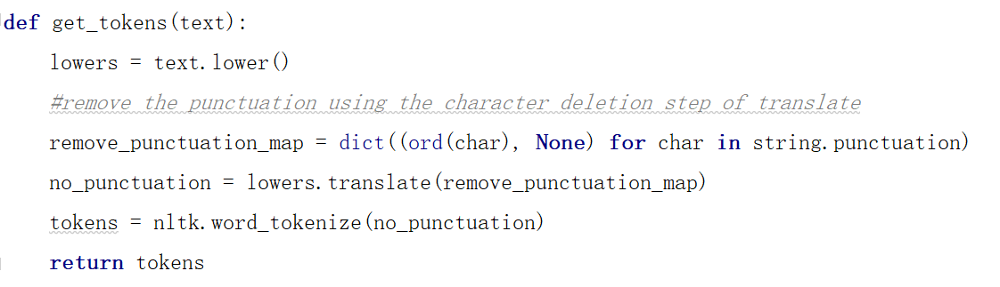 def get_tokens(text):
    lowers = text.lower()
    #remove the punctuation using the character deletion step of translate
    remove_punctuation_map = dict((ord(char), None) for char in string.punctuation)
    no_punctuation = lowers.translate(remove_punctuation_map)
    tokens = nltk.word_tokenize(no_punctuation)
    return tokens